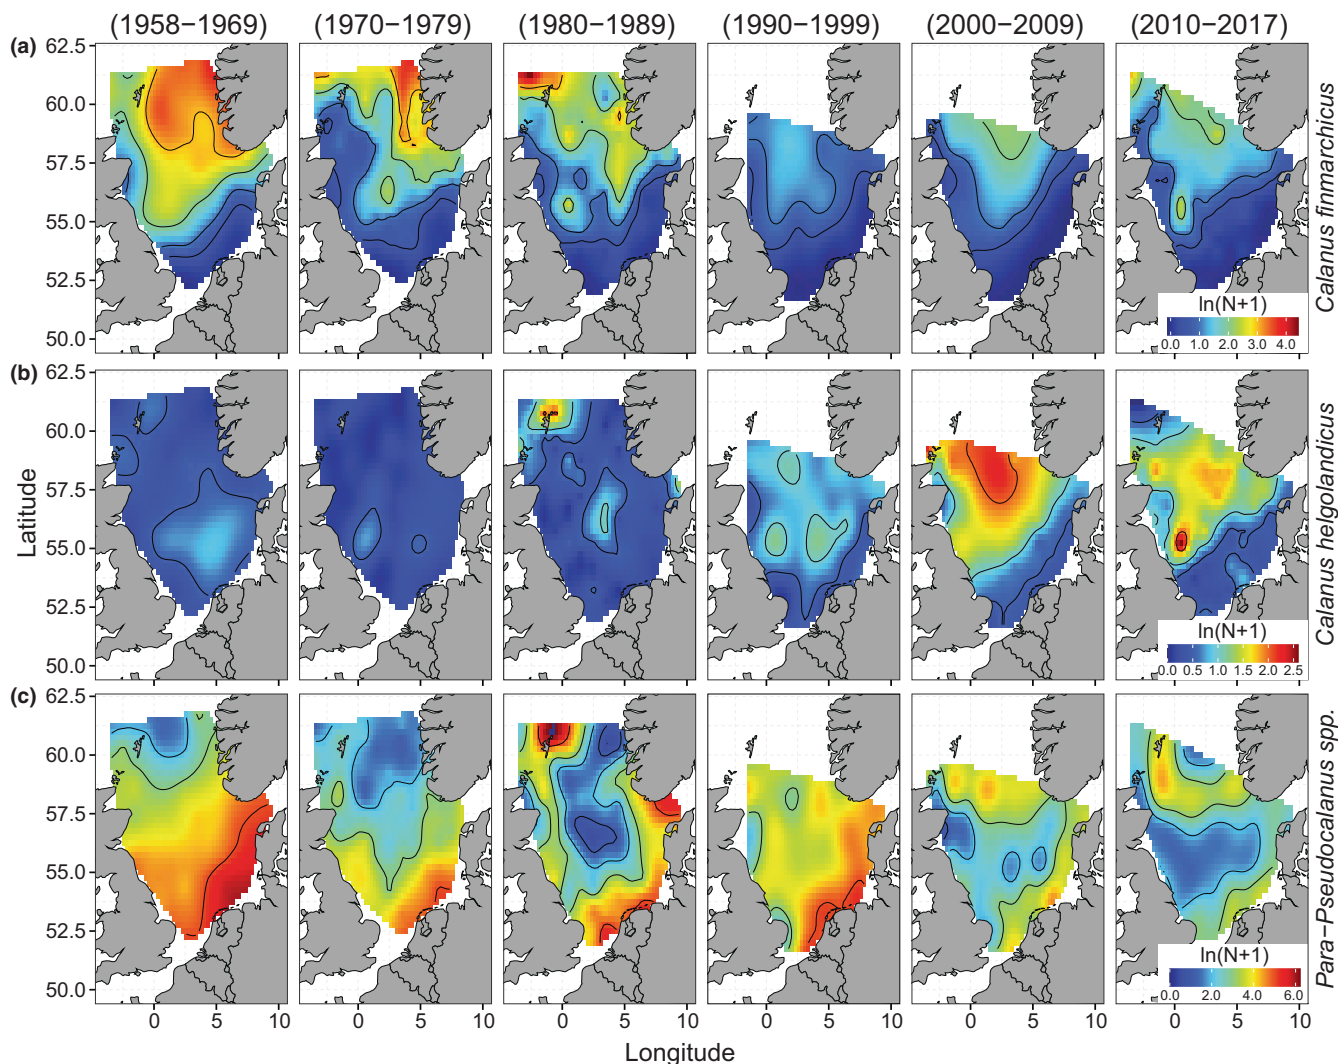 (1958−1969) (1970−1979) (1980−1989) (1990−1999) (2000−2009) (2010−2017)
(a)
62.5
60.0
57.5
55.0
52.5
50.0
ln(N+1)
0.0 1.0 2.0 3.0 4.0
Calanus finmarchicus
(b)
62.5
60.0
57.5
55.0
52.5
50.0
ln(N+1)
0.0 0.5 1.0 1.5 2.0 2.5
Calanus helgolandicus
Latitude
(c)
62.5
60.0
57.5
55.0
52.5
50.0
ln(N+1)
0.0 2.0 4.0 6.0
Para−Pseudocalanus spp.
0 5 10 0 5 10 0 5 10 0 5 10 0 5 10 0 5 10
Longitude